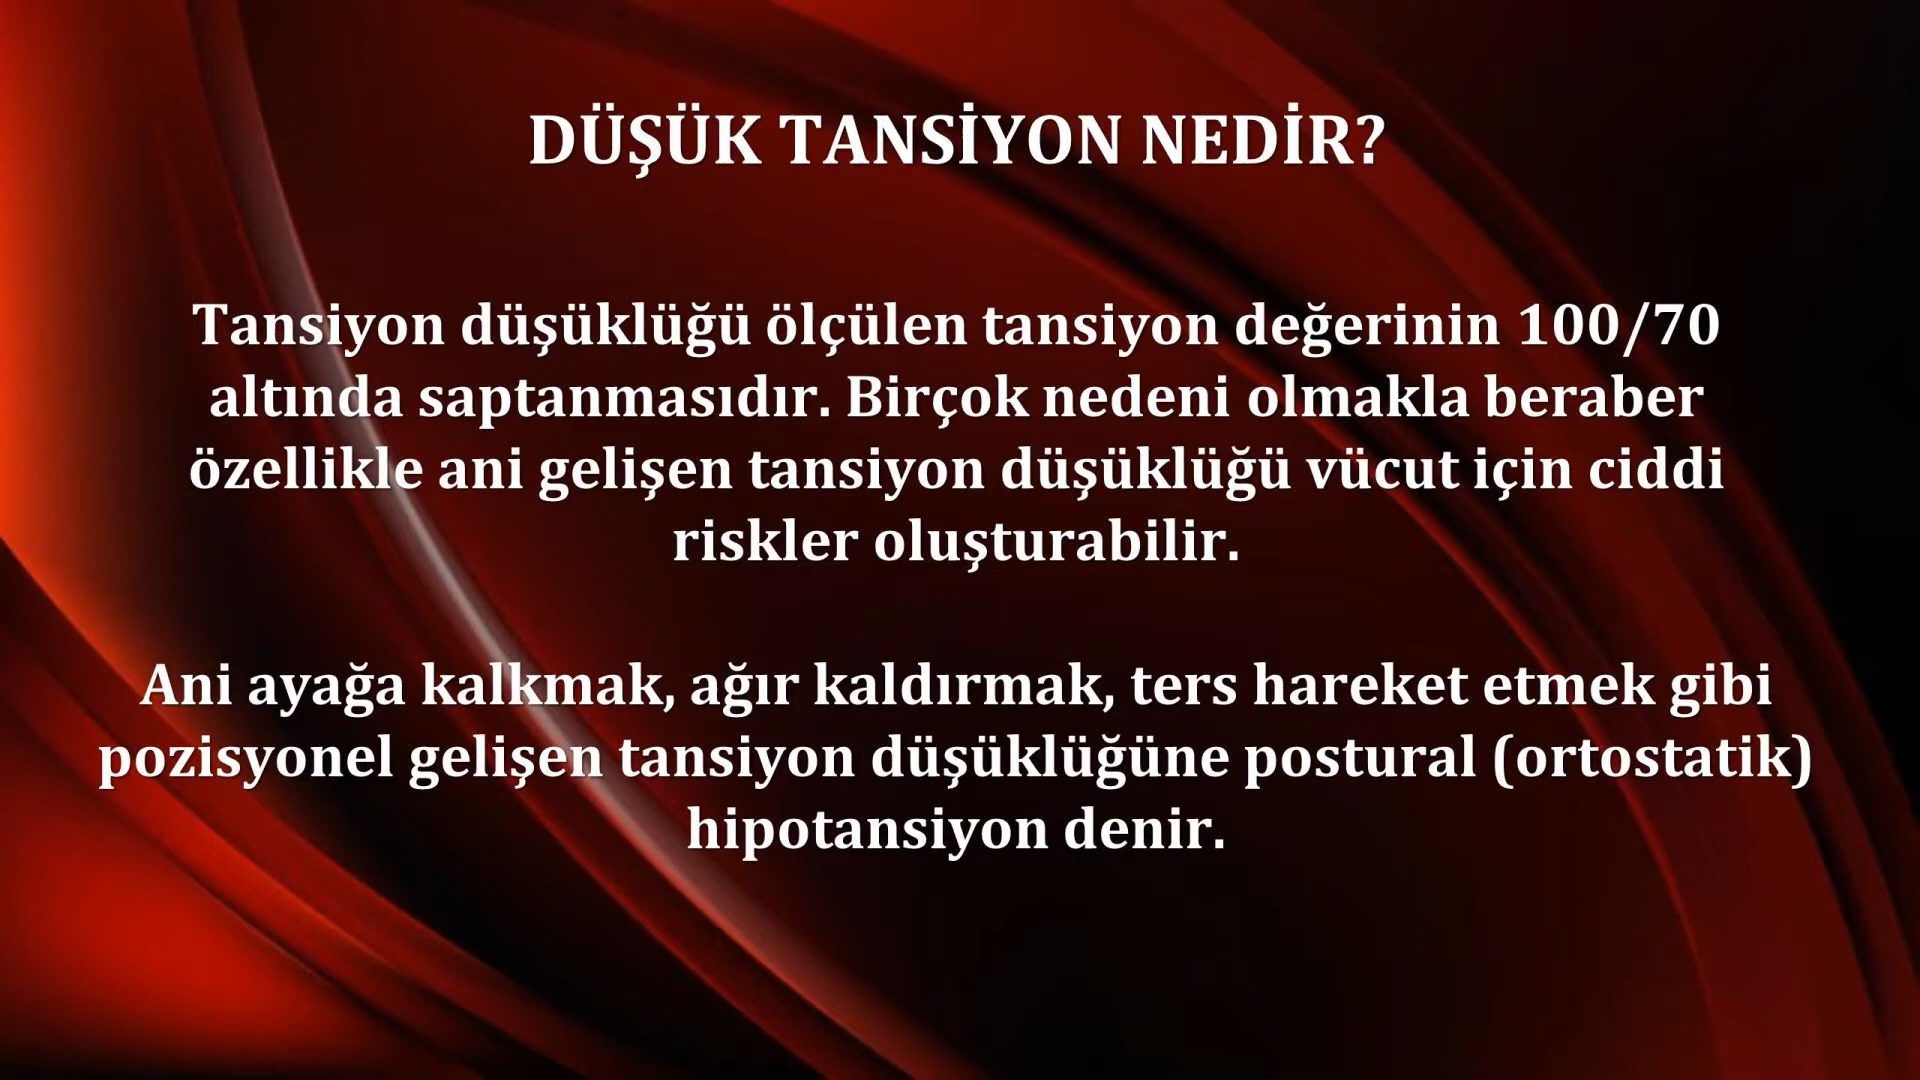 DÜŞÜK TANSİYON NEDİR?
Tansiyon düşüklüğü ölçülen tansiyon değerinin 100/70
altında saptanmasıdır. Birçok nedeni olmakla beraber
özellikle ani gelişen tansiyon düşüklüğü vücut için ciddi
riskler oluşturabilir.
Ani ayağa kalkmak, ağır kaldırmak, ters hareket etmek gibi
pozisyonel gelişen tansiyon düşüklüğüne postural (ortostatik)
hipotansiyon denir.